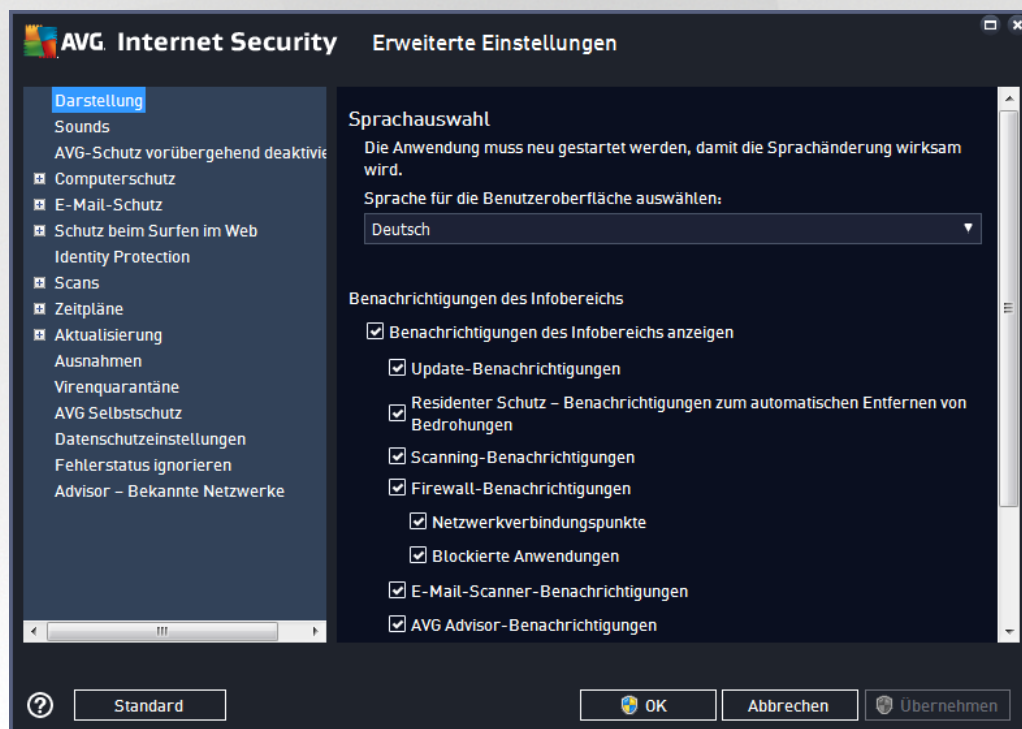 AVG. Internet Security
Erweiterte Einstellungen
Darstellung
Sounds
AVG-Schutz vorübergehend deaktivie
Computerschutz
E-Mail-Schutz
Schutz beim Surfen im Web
Identity Protection
Scans
Zeitpläne
Aktualisierung
Ausnahmen
Virenquarantäne
AVG Selbstschutz
Datenschutzeinstellungen
Fehlerstatus ignorieren
Advisor – Bekannte Netzwerke
Sprachauswahl
Die Anwendung muss neu gestartet werden, damit die Sprachänderung wirksam
wird.
Sprache für die Benutzeroberfläche auswählen:
Deutsch
Benachrichtigungen des Infobereichs
Benachrichtigungen des Infobereichs anzeigen
Update-Benachrichtigungen
Residenter Schutz – Benachrichtigungen zum automatischen Entfernen von
Bedrohungen
Scanning-Benachrichtigungen
Firewall-Benachrichtigungen
Netzwerkverbindungspunkte
Blockierte Anwendungen
E-Mail-Scanner-Benachrichtigungen
AVG Advisor-Benachrichtigungen
Standard
OK
Abbrechen
Übernehmen